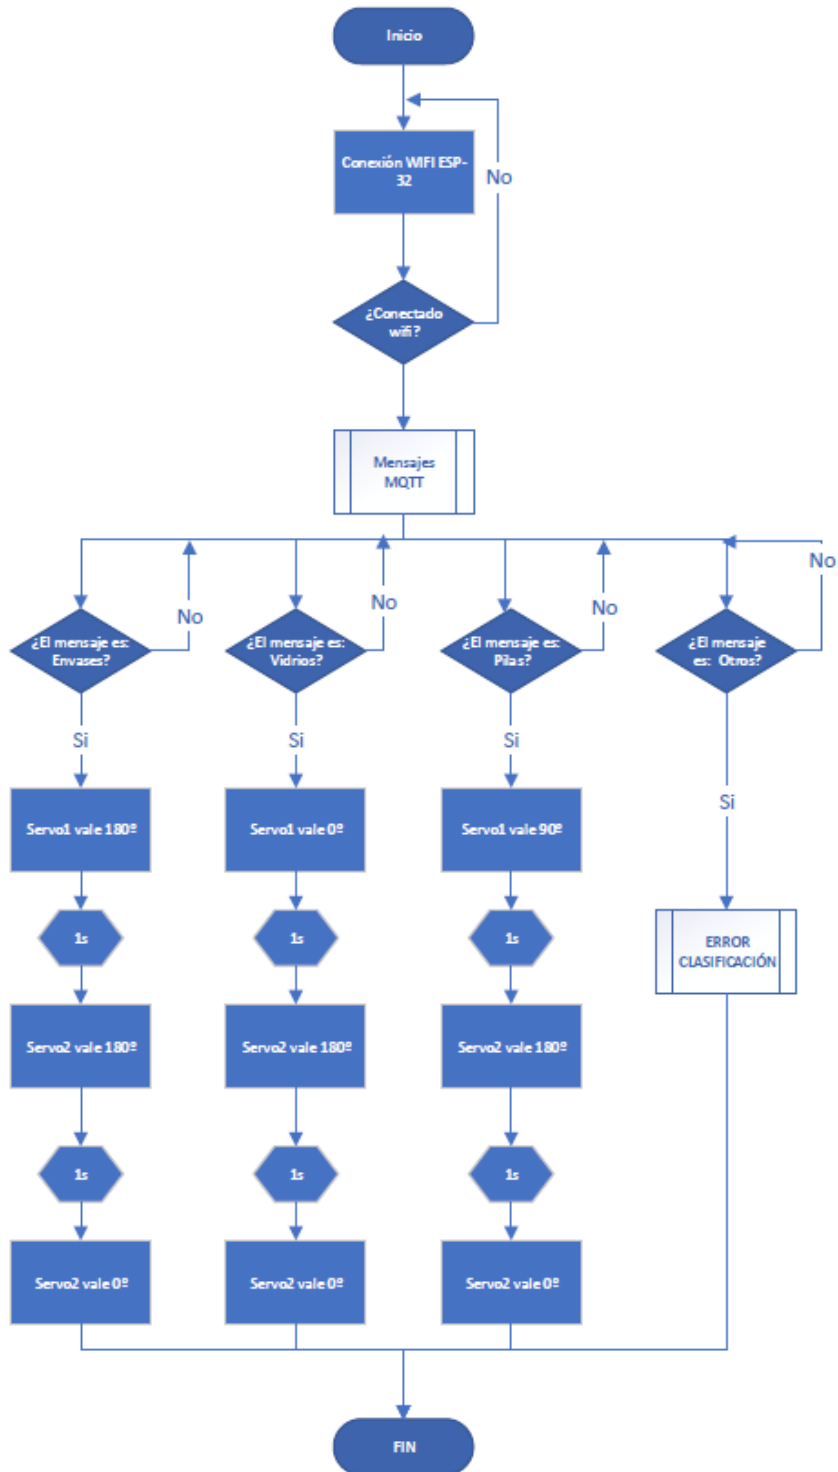 Inicio
Conexión WIFI ESP-
32
No
¿Conectado
wifi?
Mensajes
MQTT
No
No
No
No
¿El mensaje es:
Envases?
¿El mensaje es:
Vidrios?
¿El mensaje es:
Pilas?
¿El mensaje
es: Otros?
Si
Si
Si
Si
Servo1 vale 180º
Servo1 vale 0º
Servo1 vale 90º
1s
1s
1s
ERROR
CLASIFICACIÓN
Servo2 vale 180º
Servo2 vale 180º
Servo2 vale 180º
1s
1s
1s
Servo2 vale 0º
Servo2 vale 0º
Servo2 vale 0º
FIN